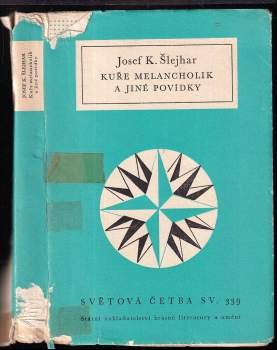 JOSEF K. ŠLEJHAR
Kuře melancholik
a jiné povídky
Josef K. Šlejhar
KUŘE MELANCHOLIK
A JINÉ POVÍDKY
SVĚTOVÁ ČETBA SV. 339
Státní nakladatelství krásné literatury a umění